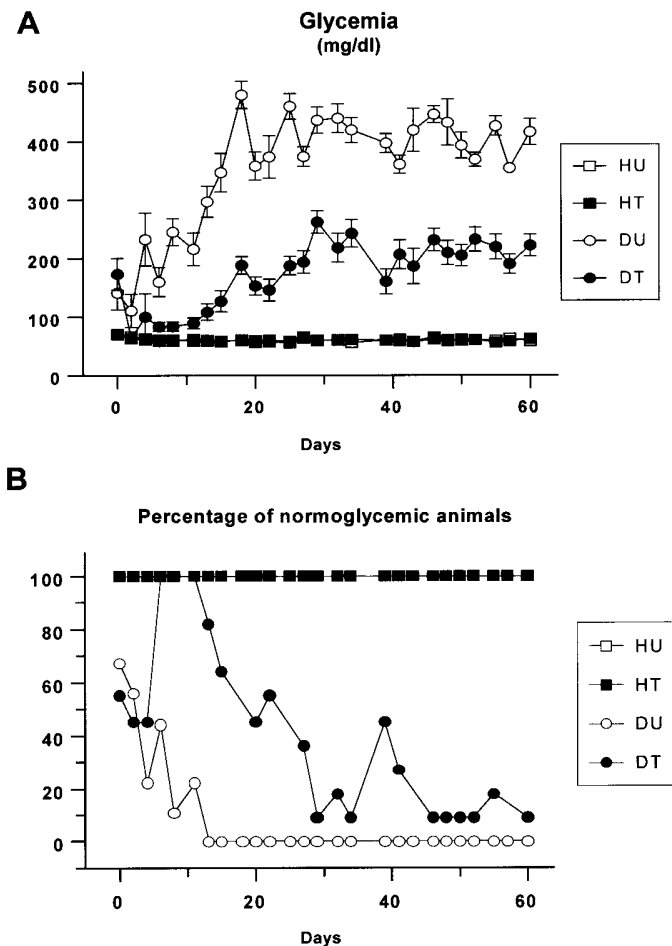 A
Glycemia
(mg/dl)
500
400
300
200
100
0
0
20
40
60
Days
HU
HT
DU
DT
B
Percentage of normoglycemic animals
100
80
60
40
20
0
0
20
40
60
Days
HU
HT
DU
DT